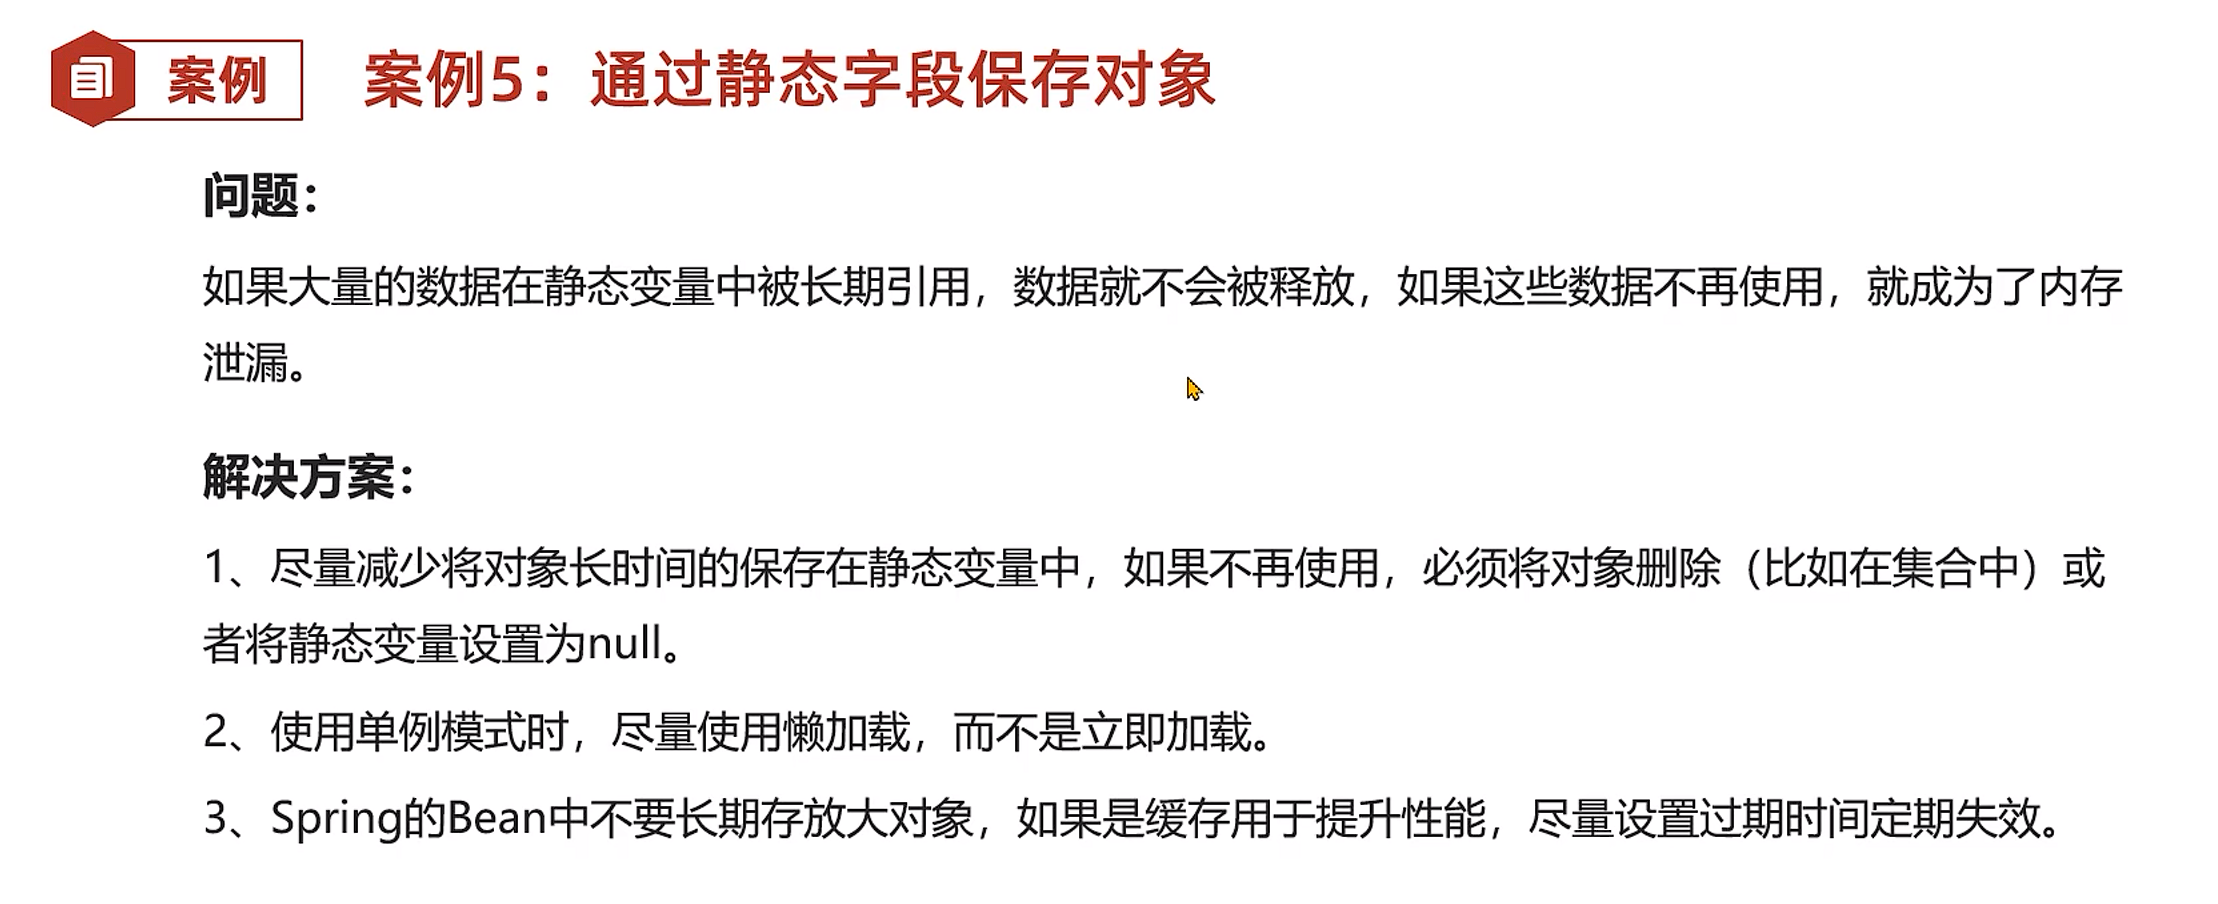 案例
案例5：通过静态字段保存对象
问题：
如果大量的数据在静态变量中被长期引用，数据就不会被释放，如果这些数据不再使用，就成为了内存
泄漏。
解决方案：
1、尽量减少将对象长时间的保存在静态变量中，如果不再使用，必须将对象删除（比如在集合中）或
者将静态变量设置为null。
2、使用单例模式时，尽量使用懒加载，而不是立即加载。
3、Spring的Bean中不要长期存放大对象，如果是缓存用于提升性能，尽量设置过期时间定期失效。